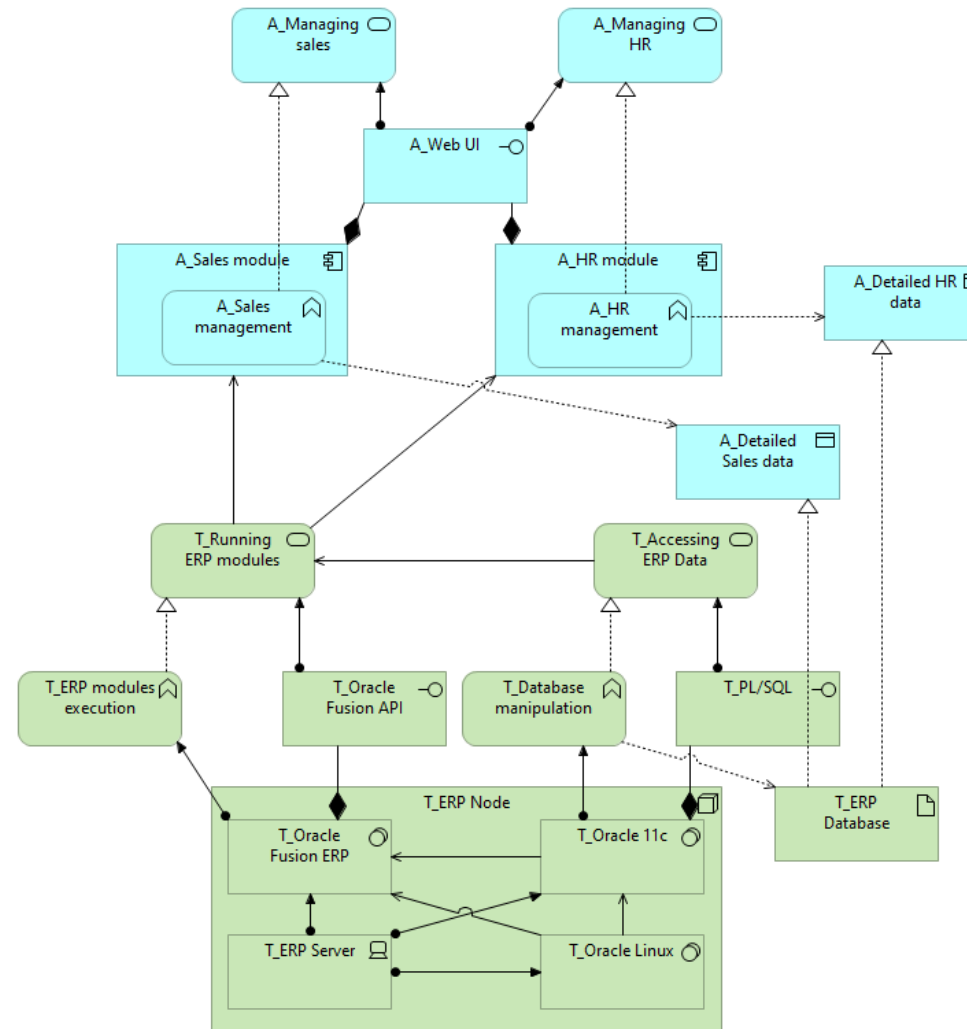 A_Managing
sales
A_Managing
HR
A_Web UI
A_Sales module
A_HR module
A_Sales
management
A_HR
management
A_Detailed HR
data
A_Detailed
Sales data
T_Running
ERP modules
T_Accessing
ERP Data
T_ERP modules
execution
T_Oracle
Fusion API
T_Database
manipulation
T_PL/SQL
T_ERP Node
T_ERP
Database
T_Oracle
Fusion ERP
T_Oracle 11c
T_ERP Server
T_Oracle Linux